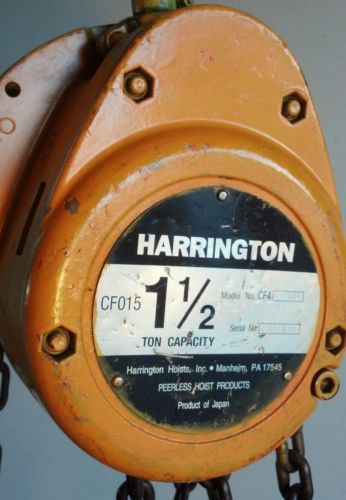 HARRINGTON
CF015 1 1/2 Model No. CF4
Serial No.
TON CAPACITY
Harrington Hoists, Inc. • Manheim, PA 17545
PEERLESS HOIST PRODUCTS
Product of Japan